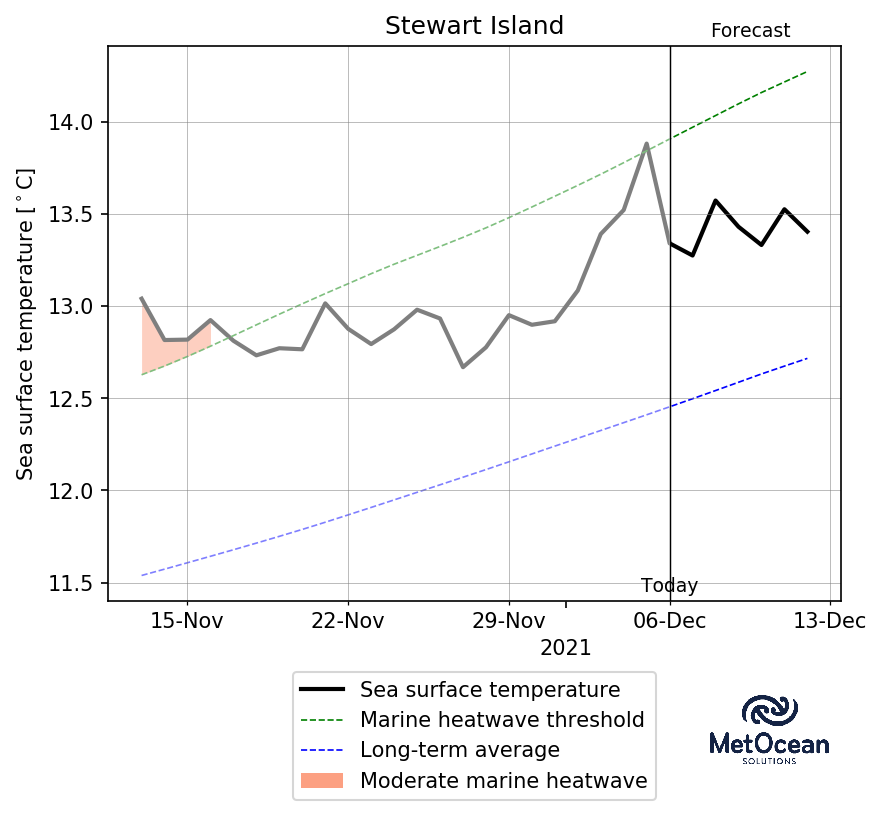 Stewart Island
Forecast
Sea surface temperature [°C]
14.0
13.5
13.0
12.5
12.0
11.5
Today
15-Nov
22-Nov
29-Nov
06-Dec
13-Dec
2021
Sea surface temperature
Marine heatwave threshold
Long-term average
Moderate marine heatwave
MetOcean
SOLUTIONS